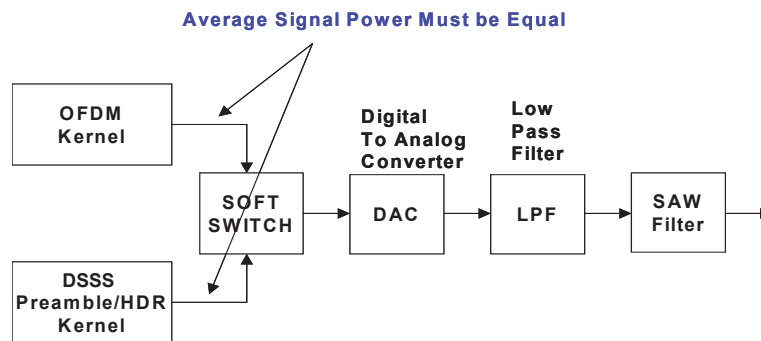 Average Signal Power Must be Equal
OFDM
Kernel
Digital
To Analog
Converter
Low
Pass
Filter
SOFT
SWITCH
DAC
LPF
SAW
Filter
DSSS
Preamble/HDR
Kernel